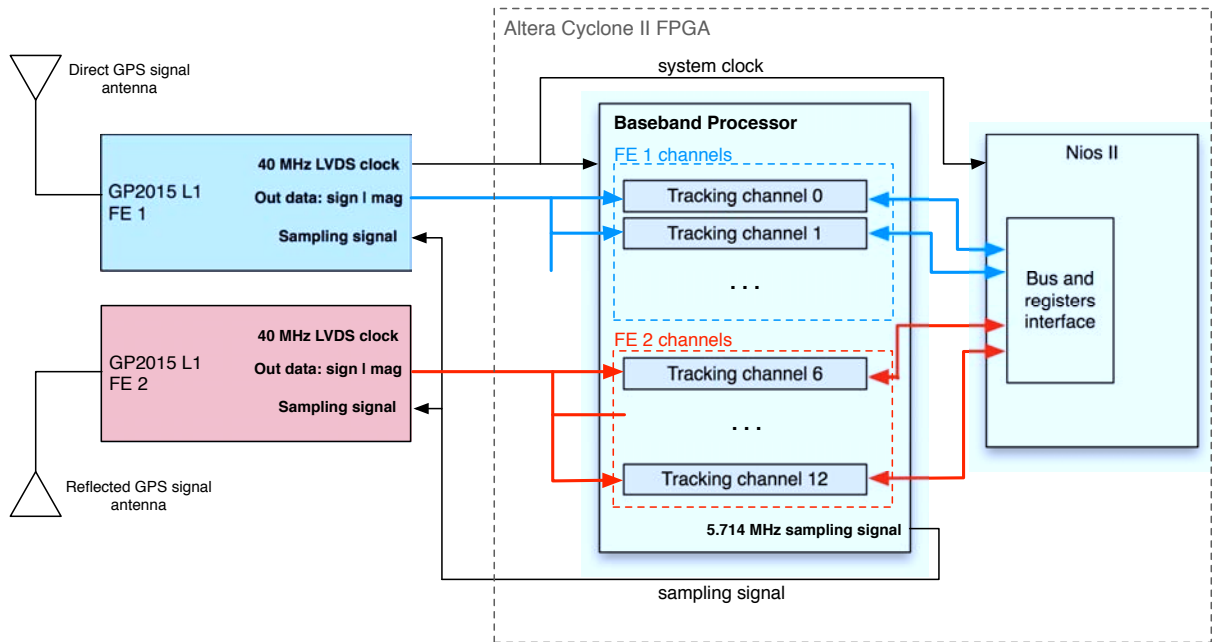 Altera Cyclone II FPGA
Direct GPS signal
antenna
system clock
GP2015 L1
FE 1
40 MHz LVDS clock
Out data: sign | mag
Sampling signal
Baseband Processor
FE 1 channels
Tracking channel 0
Tracking channel 1
. . .
Nios II
Bus and
registers
interface
GP2015 L1
FE 2
40 MHz LVDS clock
Out data: sign | mag
Sampling signal
FE 2 channels
Tracking channel 6
. . .
Tracking channel 12
5.714 MHz sampling signal
Reflected GPS signal
antenna
sampling signal